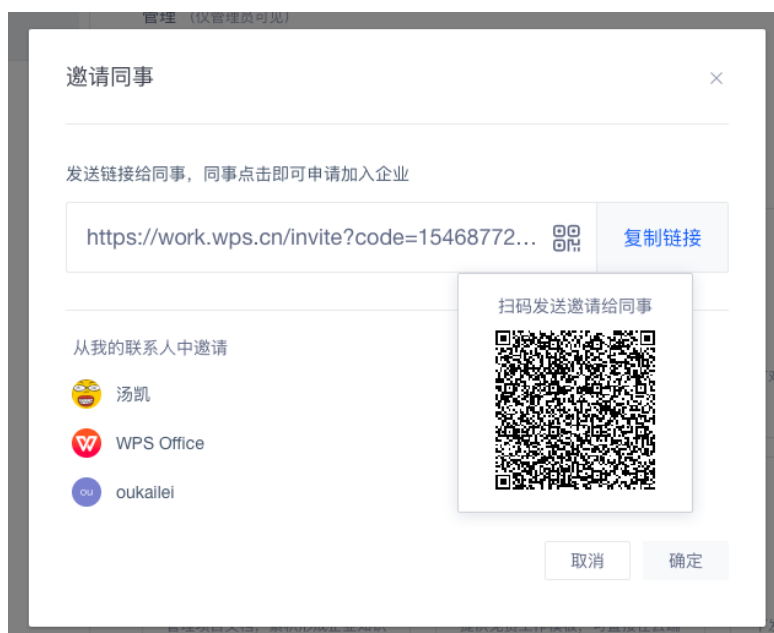 管理 (仅管理员可见)
邀请同事
发送链接给同事，同事点击即可申请加入企业
https://work.wps.cn/invite?code=15468772...
复制链接
扫码发送邀请给同事
从我的联系人中邀请
汤凯
WPS Office
ou
oukailei
取消
确定